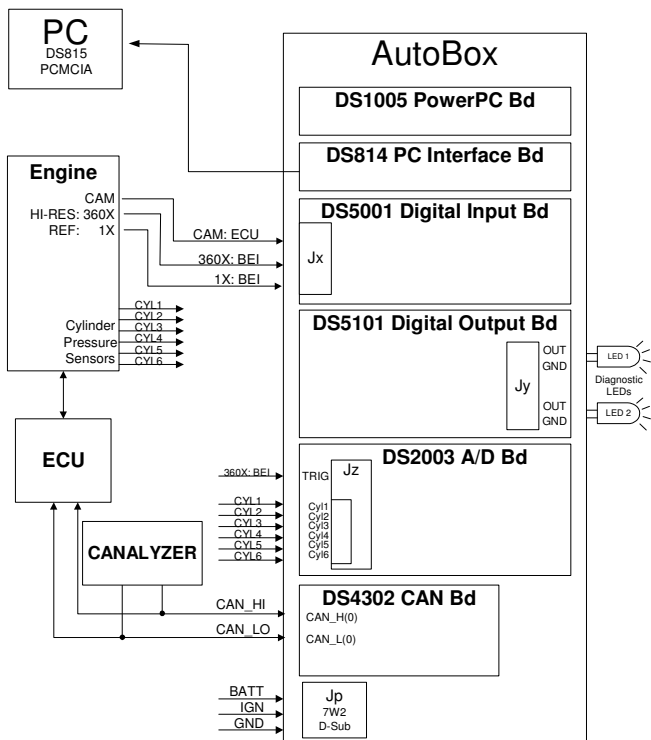 PC
DS815
PCMCIA
AutoBox
DS1005 PowerPC Bd
DS814 PC Interface Bd
Engine
CAM
HI-RES: 360X
REF: 1X
CAM: ECU
360X: BEI
1X: BEI
DS5001 Digital Input Bd
Jx
CYL1
CYL2
CYL3
CYL4
CYL5
CYL6
Cylinder
Pressure
Sensors
DS5101 Digital Output Bd
Jy
OUT
GND
OUT
GND
LED 1
Diagnostic
LEDs
LED 2
ECU
CANALYZER
360X: BEI
CYL1
CYL2
CYL3
CYL4
CYL5
CYL6
DS2003 A/D Bd
TRIG
Jz
Cyl1
Cyl2
Cyl3
Cyl4
Cyl5
Cyl6
CAN_HI
CAN_LO
DS4302 CAN Bd
CAN_H(0)
CAN_L(0)
BATT
IGN
GND
Jp
7W2
D-Sub